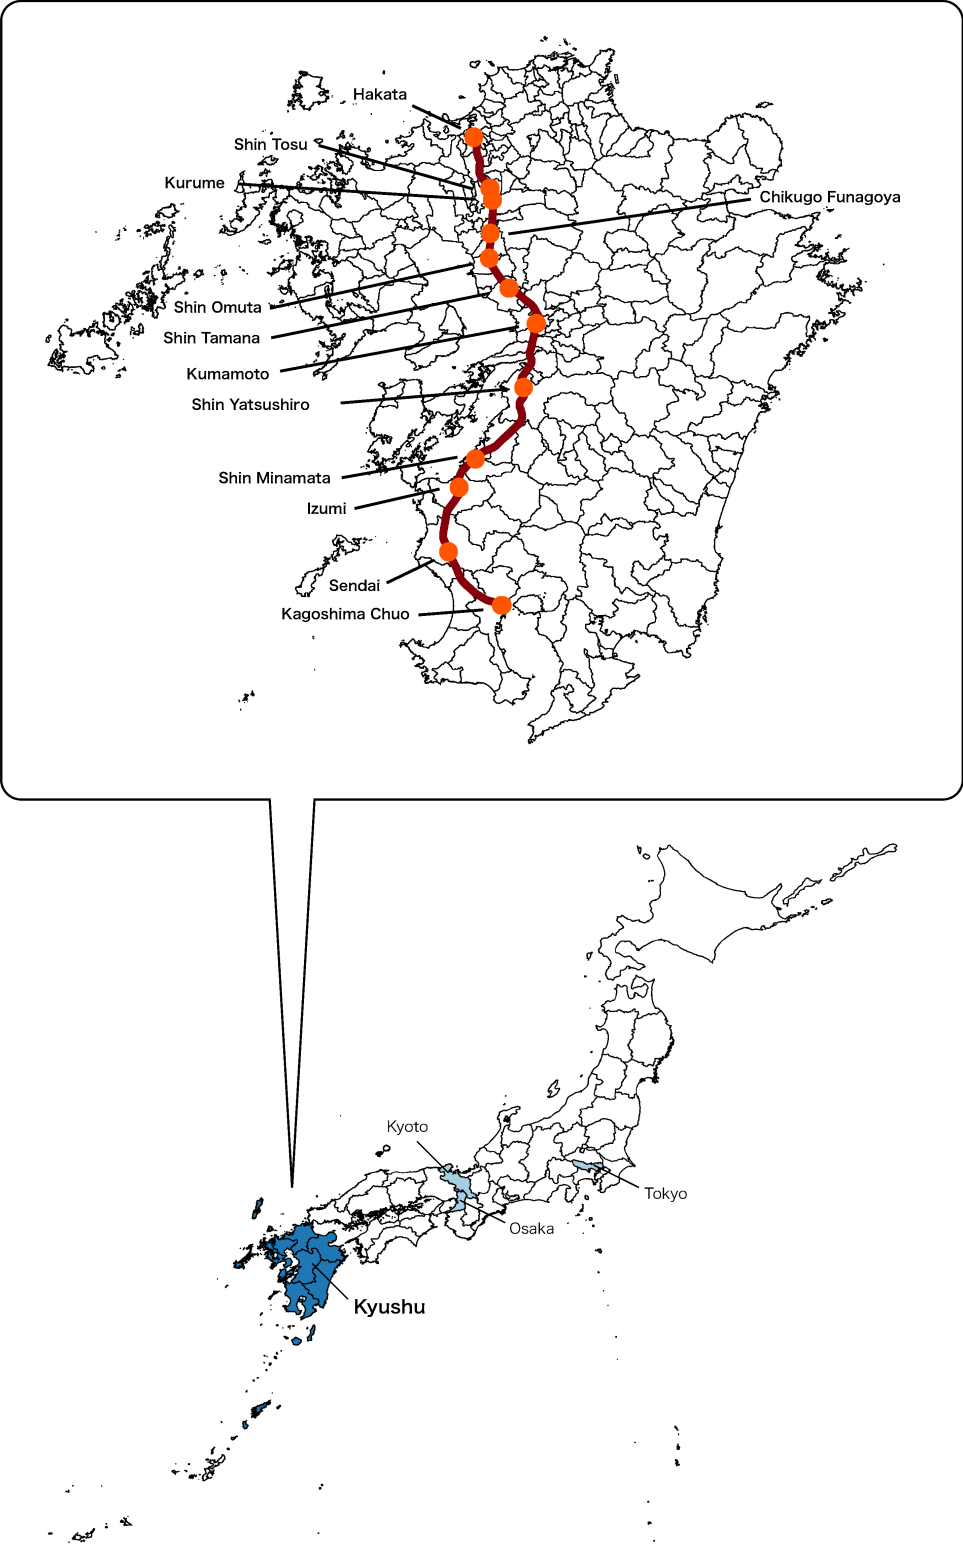 Hakata
Shin Tosu
Kurume
Chikugo Funagoya
Shin Omuta
Shin Tamana
Kumamoto
Shin Yatsushiro
Shin Minamata
Izumi
Sendai
Kagoshima Chuo
Kyoto
Tokyo
Osaka
Kyushu